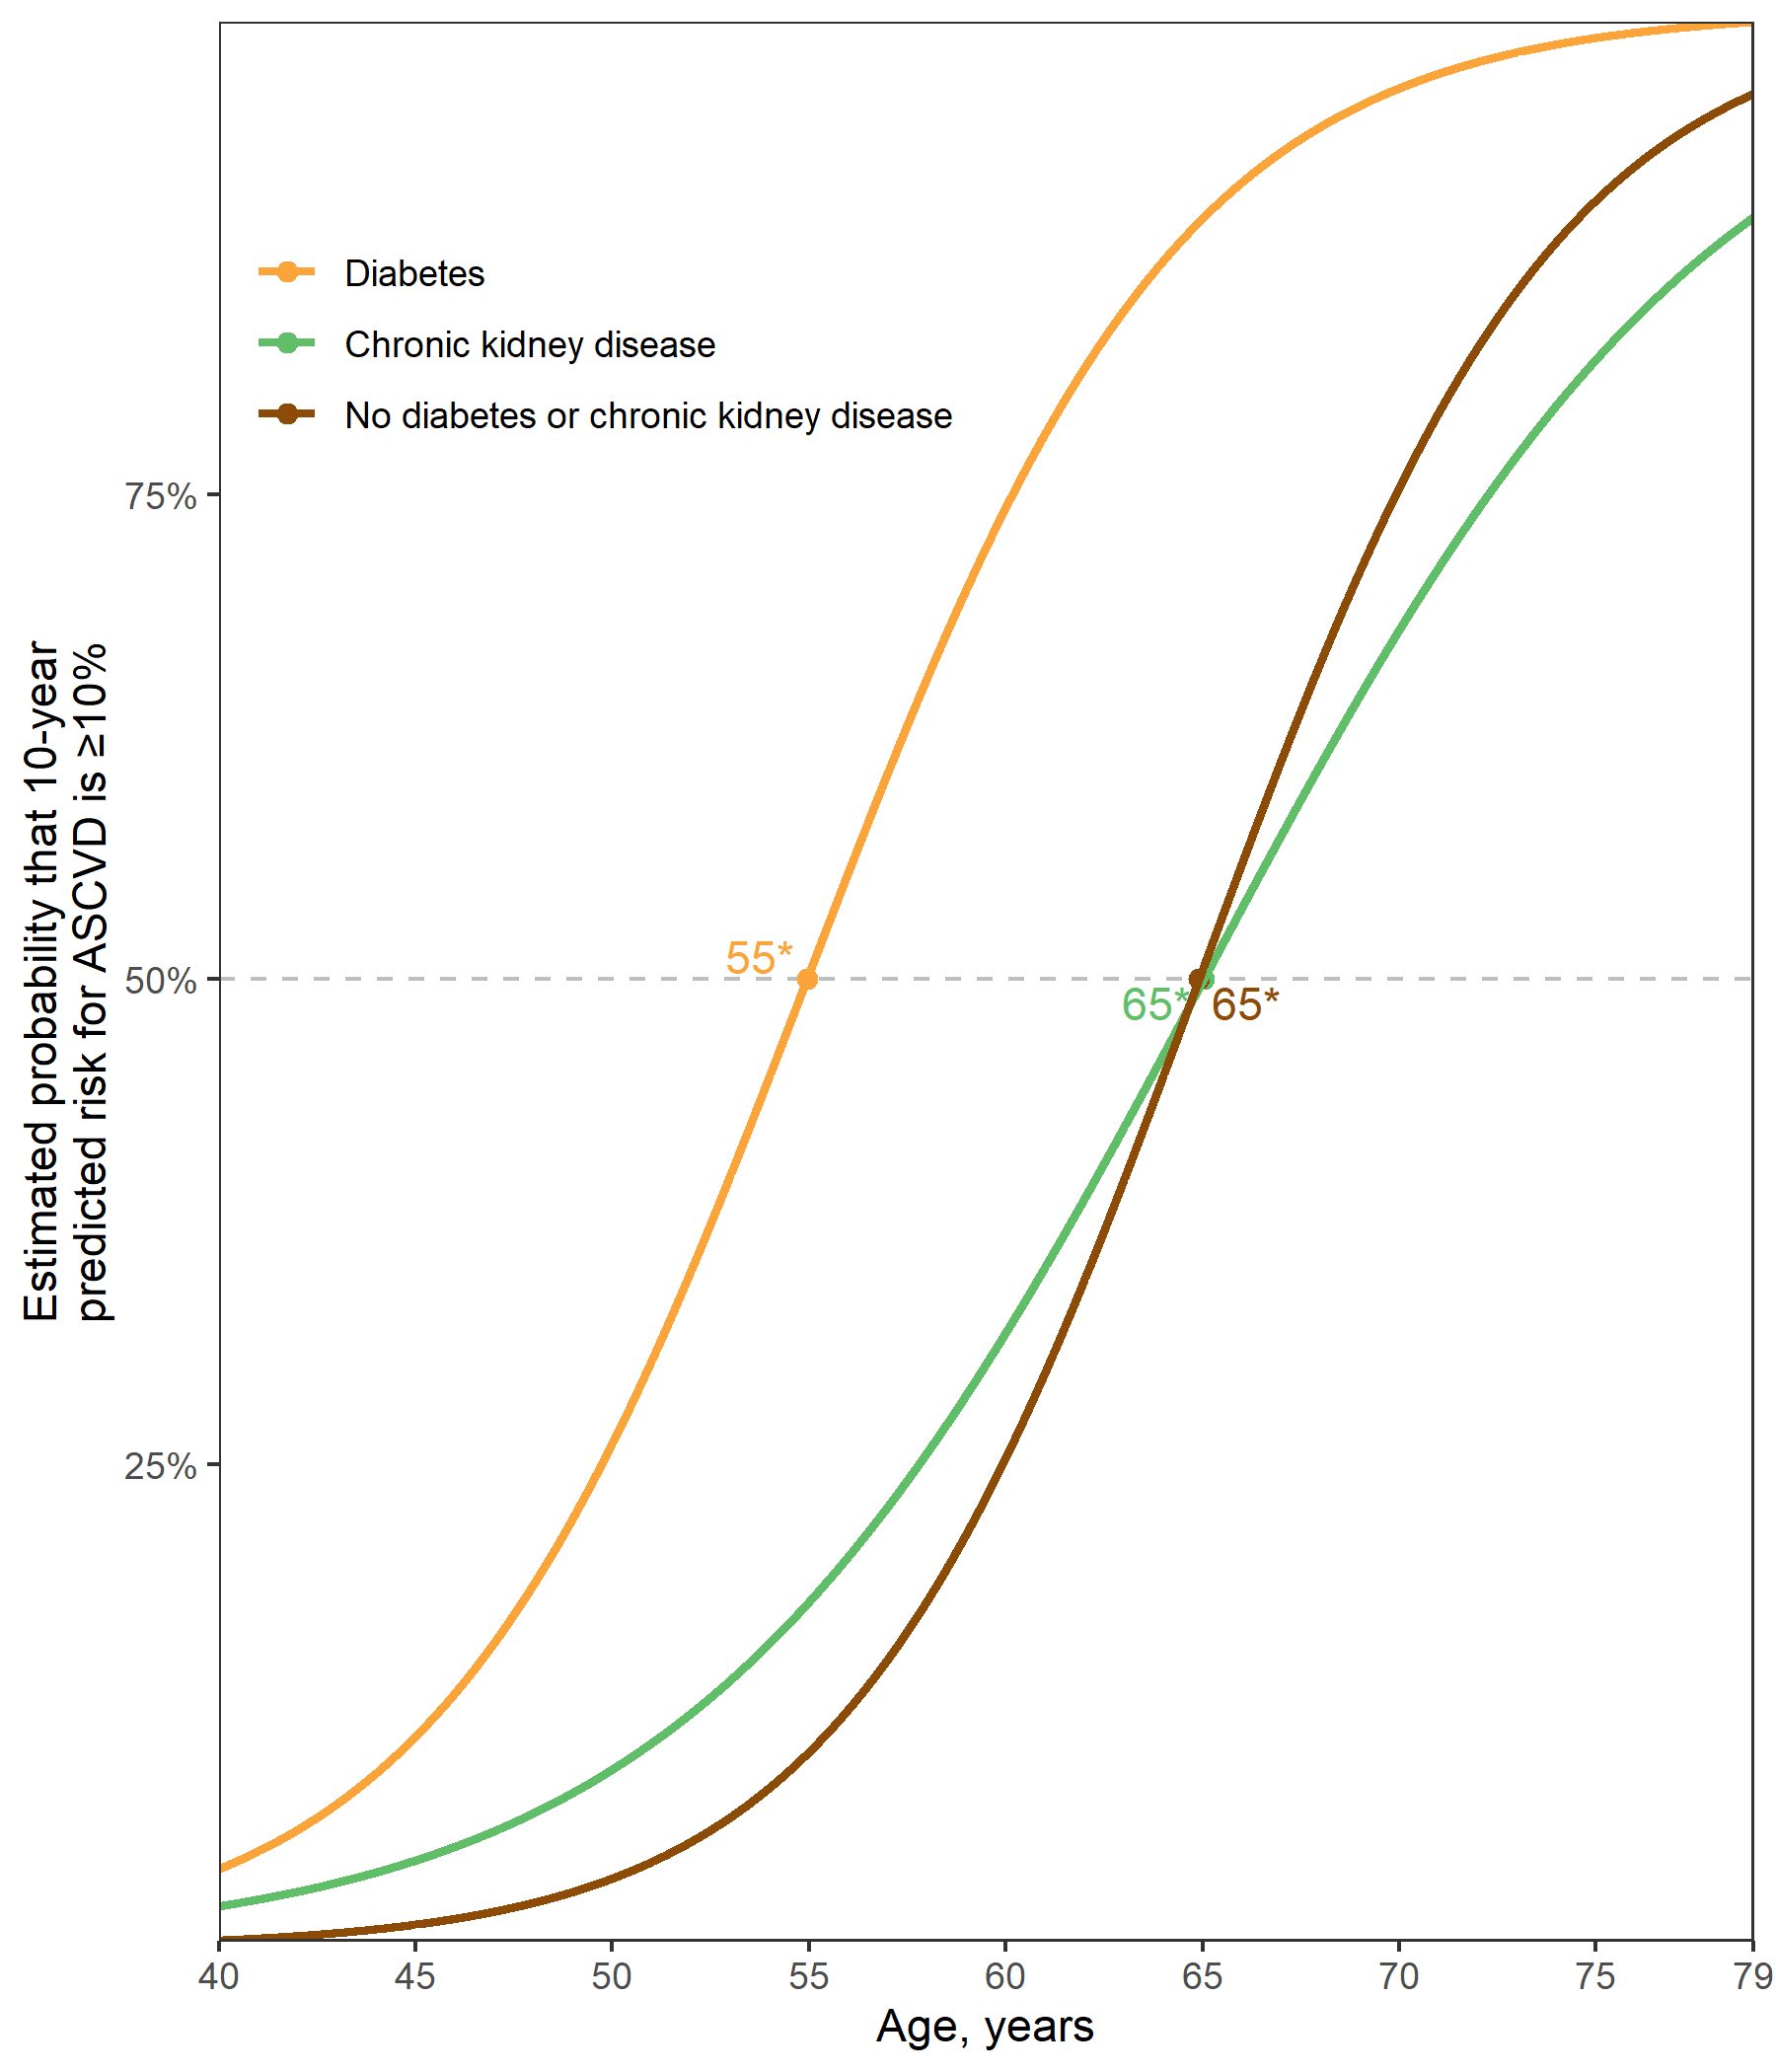 Diabetes
Chronic kidney disease
No diabetes or chronic kidney disease
75%
50%
25%
Estimated probability that 10-year
predicted risk for ASCVD is ≥10%
55*
65*
65*
40 45 50 55 60 65 70 75 79
Age, years